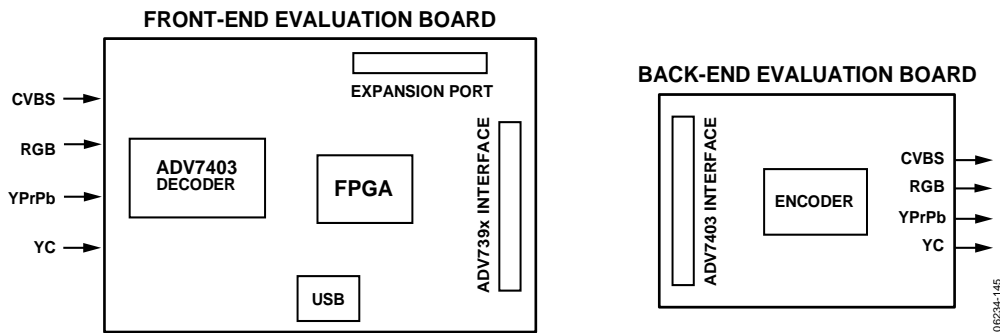 FRONT-END EVALUATION BOARD
CVBS
RGB
YPrPb
YC
EXPANSION PORT
ADV7403
DECODER
FPGA
USB
ADV739x INTERFACE
BACK-END EVALUATION BOARD
ADV7403 INTERFACE
ENCODER
CVBS
RGB
YPrPb
YC
06234-145